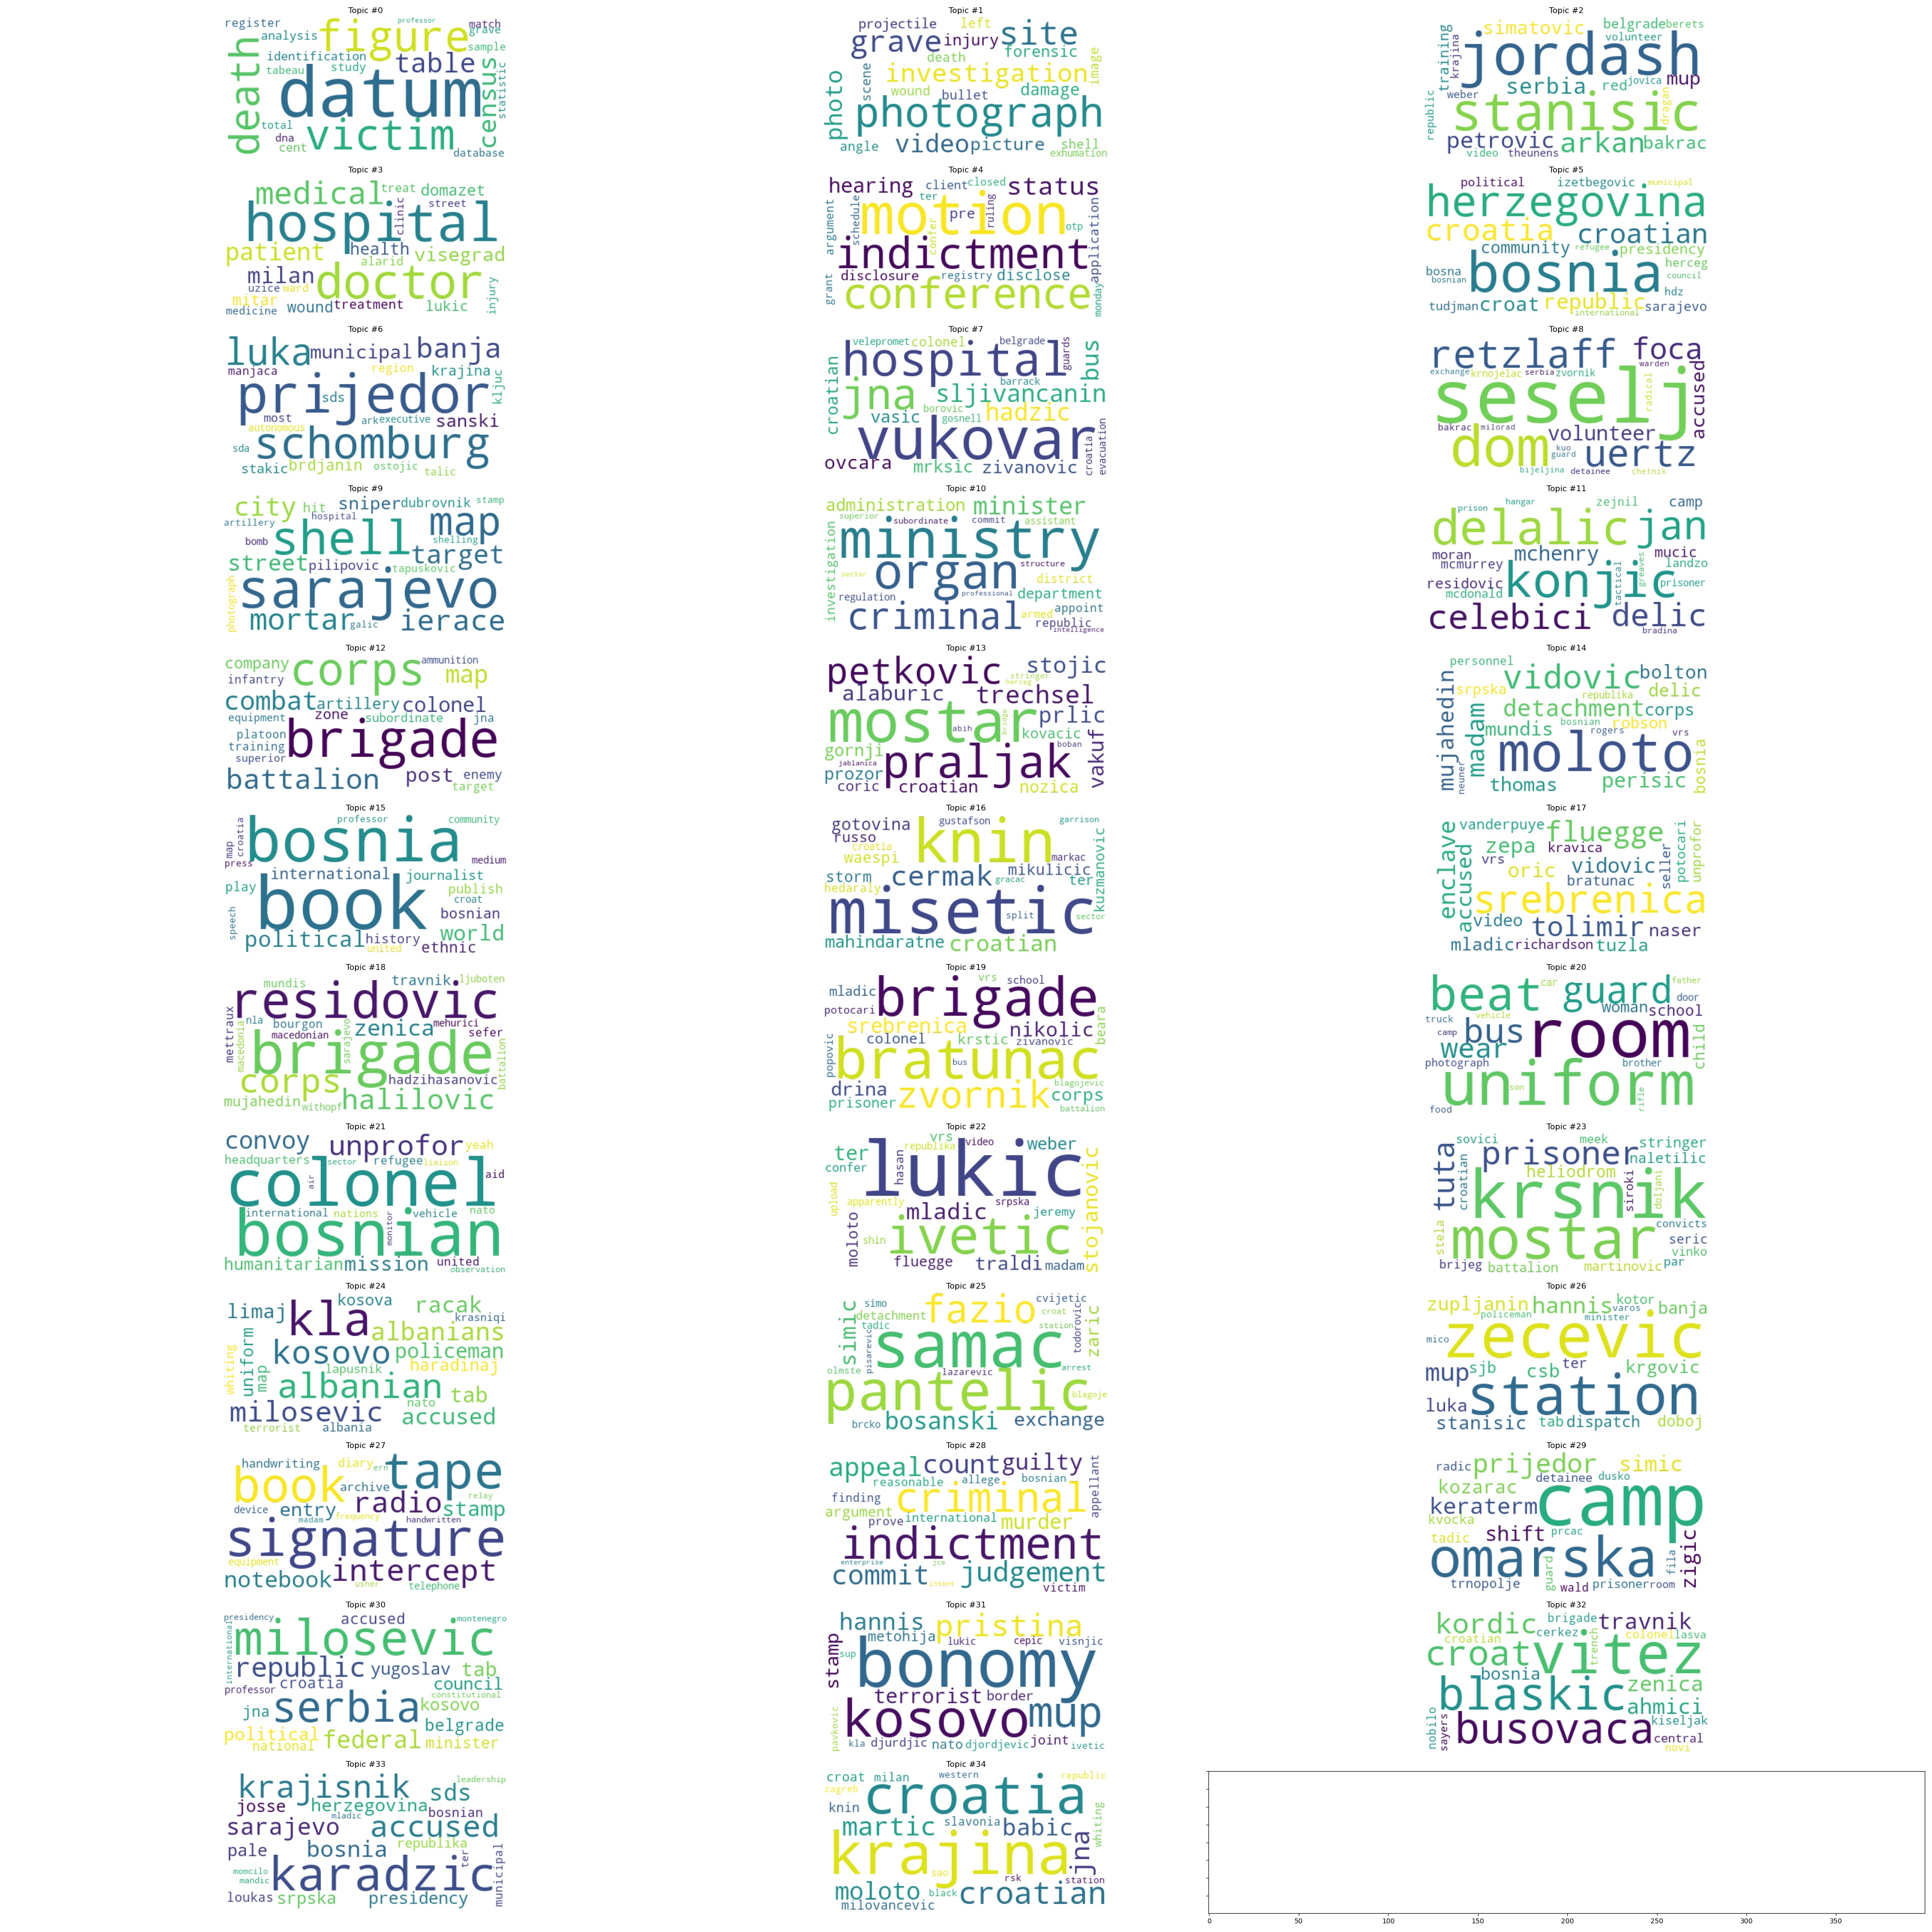 Topic #0
register professor match
analysis figure grave
death identification sample
tabeau study table census statistic
datum
total victim
dna
cent database
Topic #1
projectile left
grave injury site
death forensic
photo scene investigation image
wound bullet damage
photograph
angle video picture shell
exhumation
Topic #2
simatovic belgrade berets
training krajina volunteer
jordash
republic weber serbia red jovica mup
stanisic dragan
petrovic arkan bakrac
video theunens
Topic #3
medical treat domazet
clinic street
hospital
patient health visegrad
milan alarid
uzice ward doctor injury
mitar
medicine wound treatment lukic
Topic #4
hearing client closed status
argument schedule ter
motion pre ruling application
confer otp
indictment
disclosure registry disclose
grant conference monday
Topic #5
political izetbegovic municipal
herzegovina
croatia croatian
community refugee presidency
bosna bosnian bosnia herceg
council
hdz
tudjman croat republic sarajevo
international
Topic #6
luka municipal banja
manjaca region krajina kljuc
prijedor
sds
most ark executive sanski
autonomous
sda schomburg
stakic brdjanin ostojic talic
Topic #7
velepromet colonel belgrade guards
croatian hospital bus
jna barrack sljivancanin
vasic borovic hadzic
gosnell
vukovar croatia evacuation
ovcara mrksic zivanovic
Topic #8
retzlaff foca
exchange krnojelac serbia zvornik warden
seselj radical accused
bakrac milorad
dom volunteer
kuo guard uertz
bijeljina detainee chetnik
Topic #9
city hit sniper dubrovnik stamp
artillery hospital map
bomb shell shelling
target
street pilipovic tapuskovic
photograph sarajevo
mortar galic ierace
Topic #10
administration minister
superior subordinate commit assistant
investigation ministry
organ structure
sector district
regulation professional department
criminal armed appoint
republic
intelligence
Topic #11
hangar zejnil camp
prison
delalic jan
moran mchenry mucic
mcmurrey landzo
residovic konjic tactical greaves prisoner
mcdonald
celebici delic
bradina
Topic #12
company corps ammunition
infantry map
combat artillery colonel
equipment zone subordinate jna
platoon brigade
training
superior
battalion post enemy
target
Topic #13
petkovic stojic
stringer
herceg
alaburic trechsel
mostar bridge prlic
abih kovacic
gornji boban
jablanica praljak vakuf
prozor
coric croatian nozica
Topic #14
personnel vidovic bolton
mujahedin srpska republika delic
madam detachment corps
mundis bosnian robson
rogers vrs
moloto bosnia
neuner thomas perisic
Topic #15
professor community
map croatia bosnia
press medium
international journalist
play book publish
croat
speech bosnian
political history world
united ethnic
Topic #16
gotovina gustafson garrison
russo knin
croatia markac
waespi kuzmanovic
storm cermak mikulicic
hedaraly gracac ter
misetic
split sector
mahindaratne croatian
Topic #17
vanderpuye fluegge
enclave zepa kravica potocari unprofor
accused vrs vidovic seller
oric bratunac
srebrenica
video tolimir naser
mladic richardson tuzla
Topic #18
mundis travnik ljuboten
residovic
mettraux nla bourgon zenica mehurici
macedonia macedonian sarajevo sefer
brigade battalion
corps hadzihasanovic
mujahedin withopf halilovic
Topic #19
vrs school
mladic brigade
potocari beara
srebrenica nikolic
popovic colonel krstic zivanovic
bratunac
bus
drina blagojevic
prisoner zvornik corps
battalion
Topic #20
beat car guard father
door
truck vehicle woman school
camp bus room child
wear
photograph brother
uniform
son rifle
food
Topic #21
convoy unprofor yeah
headquarters sector refugee liaison
colonel aid
air
international nations monitor vehicle nato
bosnian
humanitarian mission united
observation
Topic #22
vrs video weber
ter republika
confer hasan lukic stojanovic
upload apparently srpska
mladic jeremy
moloto shin ivetic
fluegge traldi madam
Topic #23
sovici meek stringer
tuta prisoner naletilic
croatian heliodrom
krsnik siroki doljani
convicts
stela mostar seric
vinko
brijeg battalion martinovic par
Topic #24
limaj kosova racak
kla krasniqi
albanians
whiting uniform map kosovo policeman
lapusnik haradinaj
albanian tab
nato
milosevic accused
terrorist albania
Topic #25
simic simo fazio cvijetic
detachment croat todorovic zaric
tadic station
pisarevic samac
olmste lazarevic arrest
pantelic blagoje
brcko bosanski exchange
Topic #26
zupljanin hannis kotor
policeman varos banja
minister
zecevic
mico
mup sjb csb ter krgovic
luka station
stanisic tab dispatch doboj
Topic #27
handwriting diary tape
book ern
archive
device entry radio relay
stamp
madam frequency handwritten
signature
equipment
notebook intercept
usher telephone
Topic #28
appeal count guilty
reasonable allege bosnian appellant
finding criminal
argument international
prove murder
indictment
enterprise jce
commit judgement
intent victim
Topic #29
radic prijedor simic
detainee dusko
kozarac
keraterm camp
kvocka
tadic shift prcac
omarska fila zigic
trnopolje guard wald prisoner room
Topic #30
presidency accused montenegro
international milosevic
republic yugoslav tab
professor croatia council
constitutional
jna serbia kosovo
belgrade
political federal minister
national
Topic #31
hannis pristina
metohija lukic cepic visnjic
stamp sup bonomy
terrorist border
pavkovic kosovo mup
kla djurdjic nato djordjevic joint ivetic
Topic #32
kordic brigade travnik
croatian cerkez colonel lasva
croat trench vitez
bosnia
blaskic zenica
ahmici
nobilo sayers kiseljak
busovaca central
novi
Topic #33
krajisnik sds leadership
josse herzegovina bosnian
mladic
sarajevo accused
pale bosnia republika
momcilo karadzic ter municipal
mandic
loukas srpska presidency
Topic #34
croat milan western republic
zagreb croatia
knin
martic slavonia babic whiting
krajina jna
sao
rsk station
moloto black croatian
milovancevic
0 50 100 150 200 250 300 350